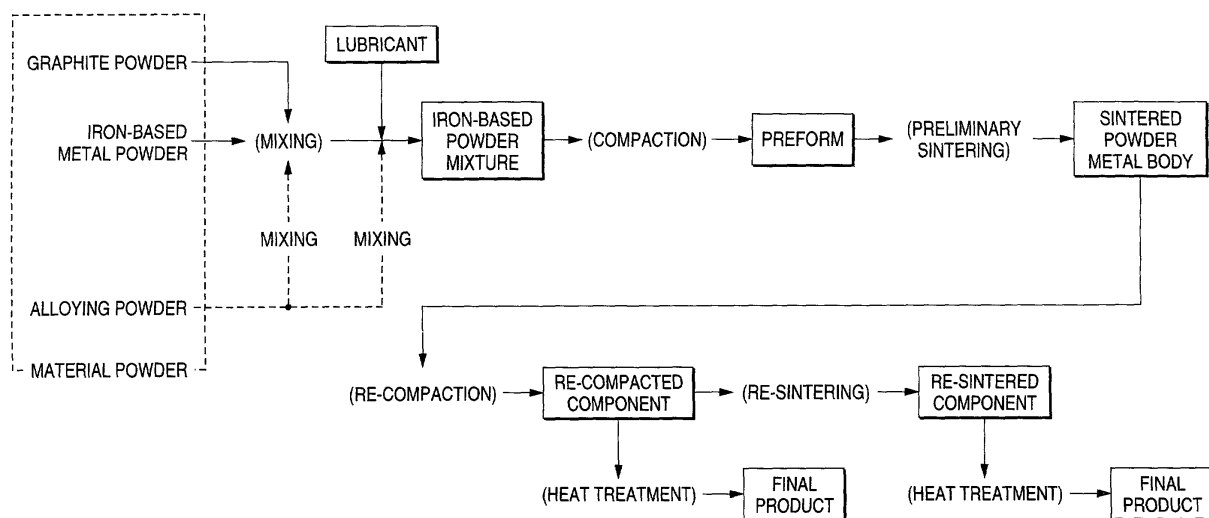 LUBRICANT
GRAPHITE POWDER
IRON-BASED
METAL POWDER
(MIXING)
IRON-BASED
POWDER
MIXTURE
(COMPACTION)
PREFORM
(PRELIMINARY
SINTERING)
SINTERED
POWDER
METAL BODY
MIXING
MIXING
ALLOYING POWDER
MATERIAL POWDER
(RE-COMPACTION)
RE-COMPACTED
COMPONENT
(RE-SINTERING)
RE-SINTERED
COMPONENT
(HEAT TREATMENT)
FINAL
PRODUCT
(HEAT TREATMENT)
FINAL
PRODUCT